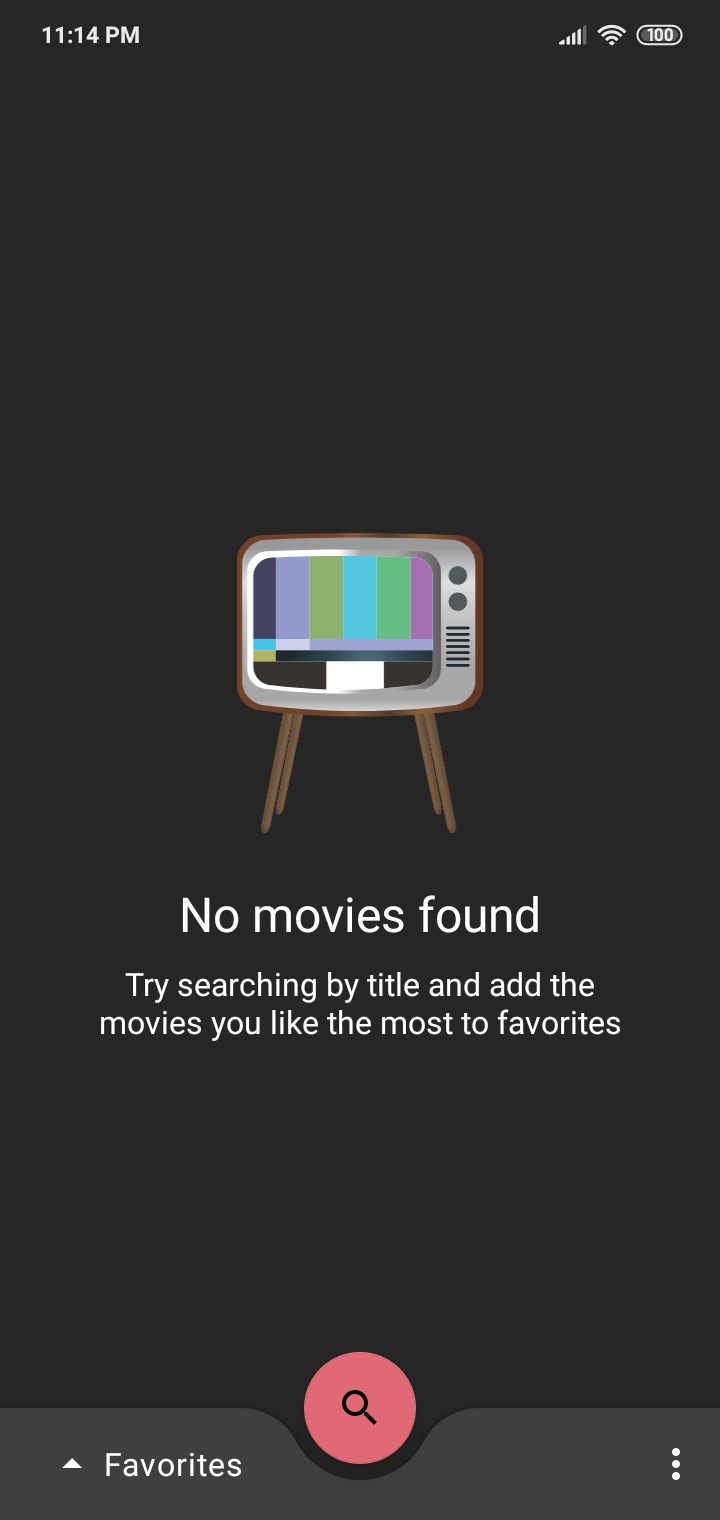 11:14 PM
100
No movies found
Try searching by title and add the
movies you like the most to favorites
Favorites